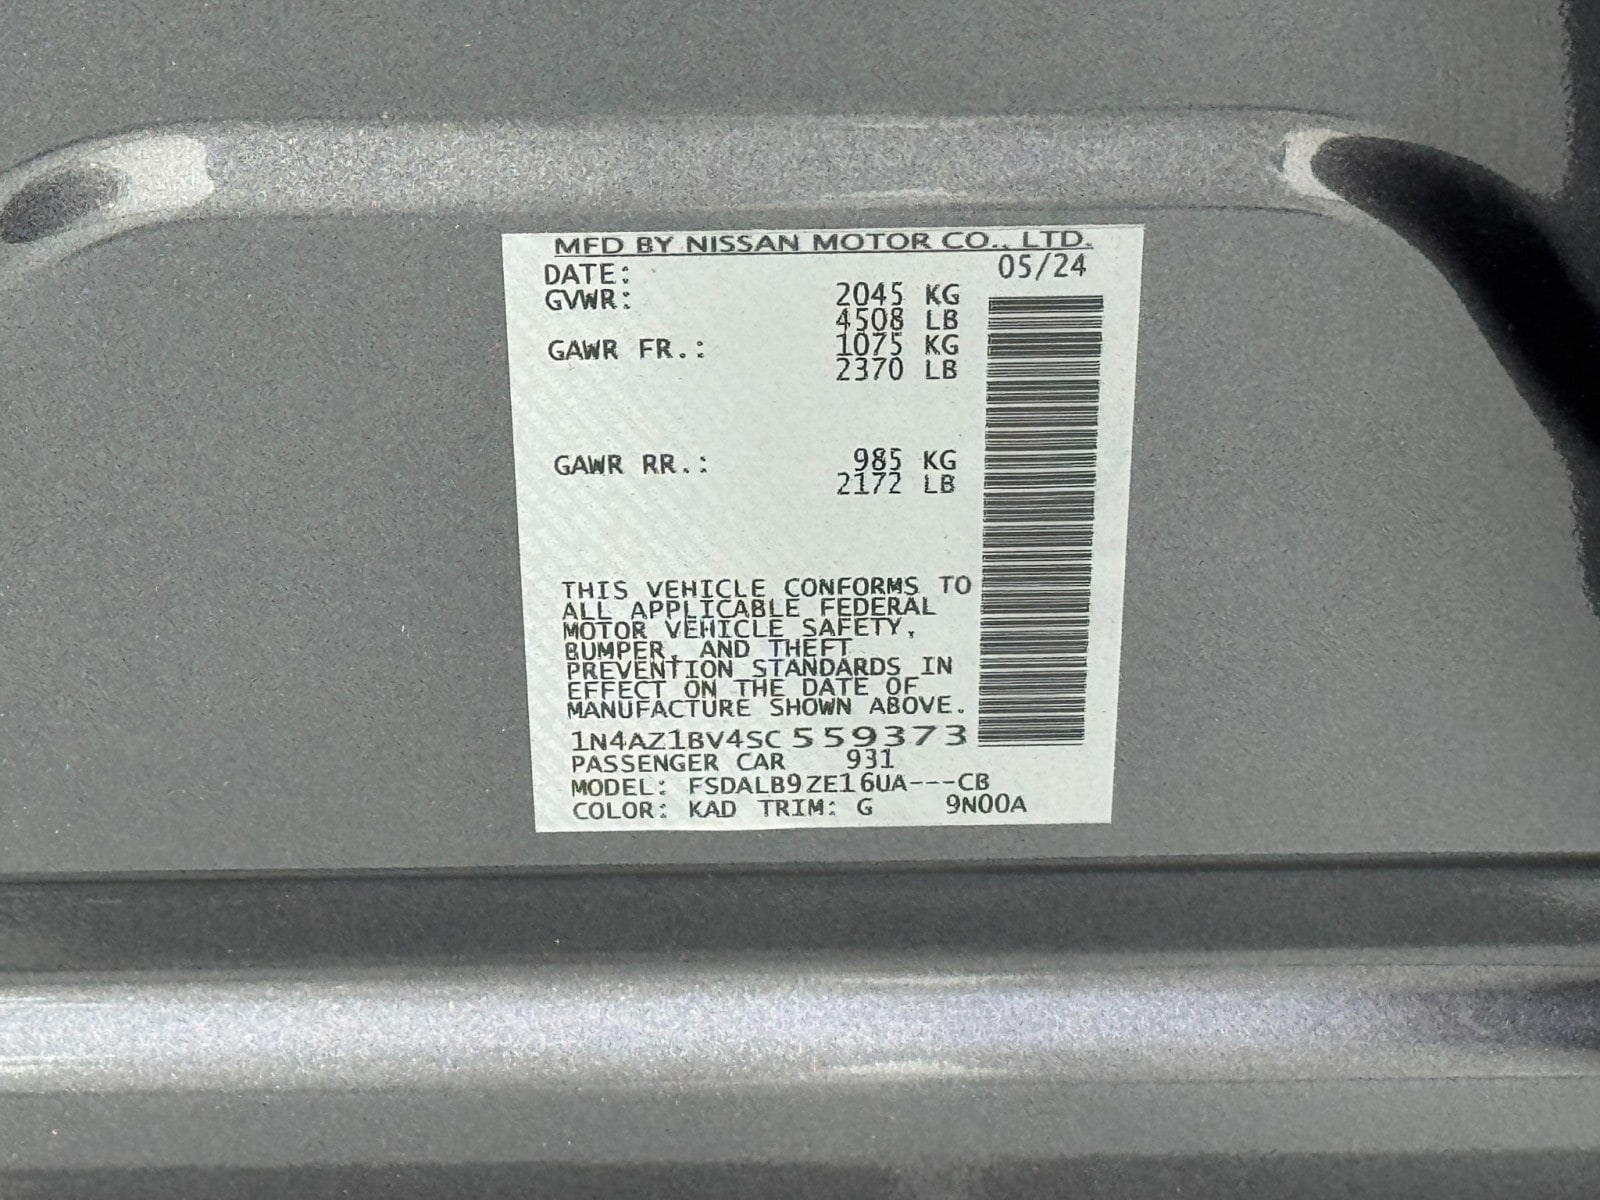 MFD BY NISSAN MOTOR CO., LTD.
DATE: 05/24
GVWR: 2045 KG
4508 LB
GAWR FR.: 1075 KG
2370 LB
GAWR RR.: 985 KG
2172 LB
THIS VEHICLE CONFORMS TO
ALL APPLICABLE FEDERAL
MOTOR VEHICLE SAFETY,
BUMPER, AND THEFT
PREVENTION STANDARDS IN
EFFECT ON THE DATE OF
MANUFACTURE SHOWN ABOVE.
1N4AZ1BV4SC559373
PASSENGER CAR 931
MODEL: FSDALB9ZE16UA---CB
COLOR: KAD TRIM: G 9N00A